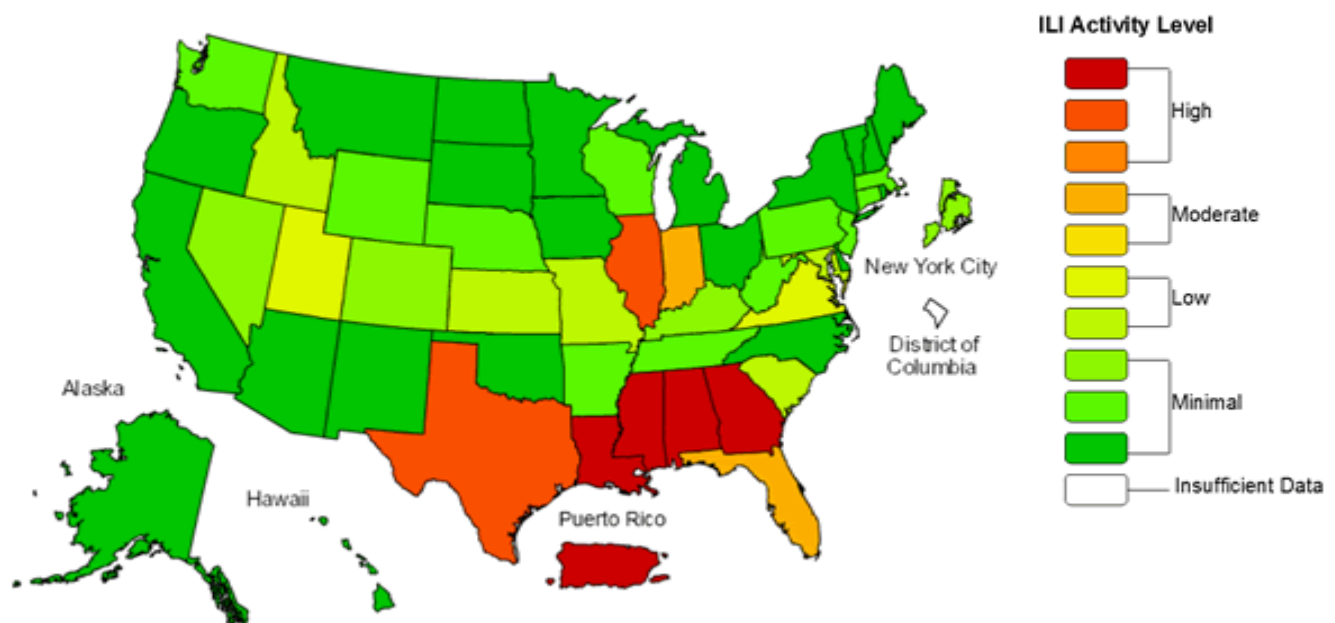 ILI Activity Level
High
Moderate
Low
Minimal
Insufficient Data
New York City
District of
Columbia
Alaska
Hawaii
Puerto Rico